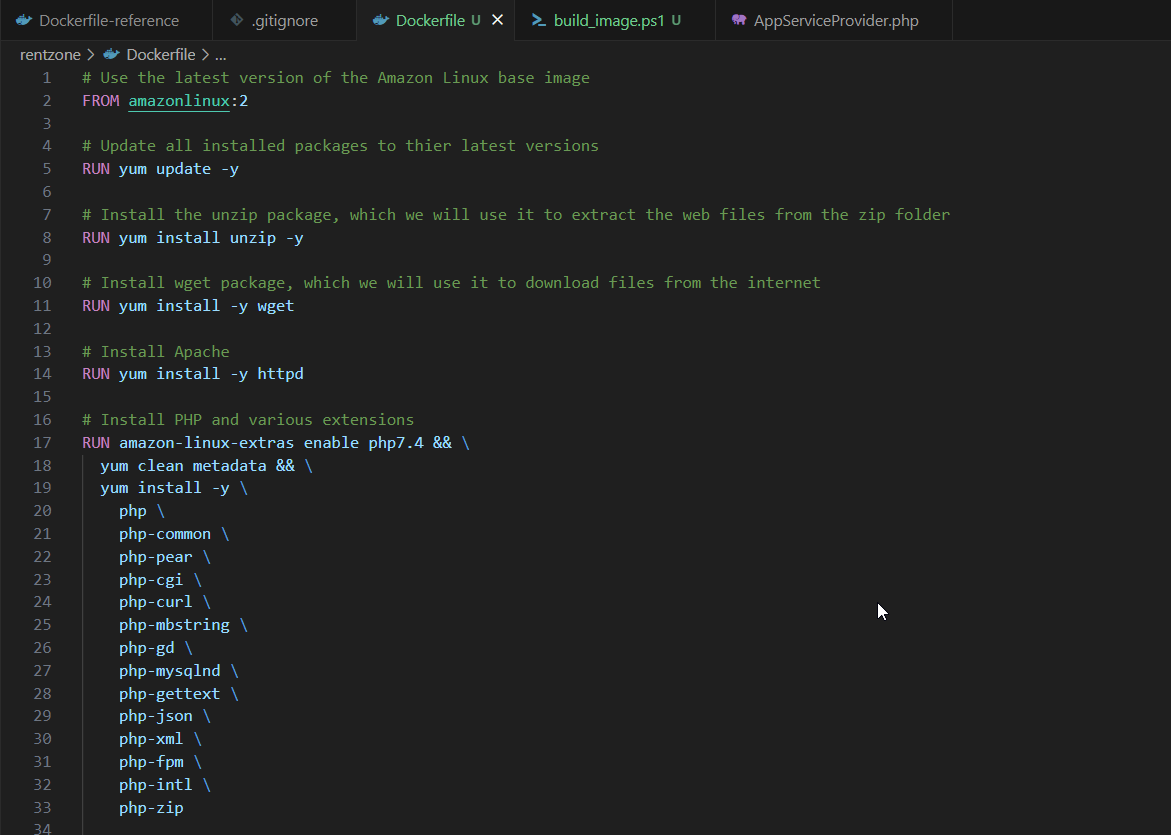 Dockerfile-reference .gitignore Dockerfile U build_image.ps1 U AppServiceProvider.php
rentzone > Dockerfile > ...
1 # Use the latest version of the Amazon Linux base image
2 FROM amazonlinux:2
3
4 # Update all installed packages to thier latest versions
5 RUN yum update -y
6
7 # Install the unzip package, which we will use it to extract the web files from the zip folder
8 RUN yum install unzip -y
9
10 # Install wget package, which we will use it to download files from the internet
11 RUN yum install -y wget
12
13 # Install Apache
14 RUN yum install -y httpd
15
16 # Install PHP and various extensions
17 RUN amazon-linux-extras enable php7.4 && \
18 yum clean metadata && \
19 yum install -y \
20 php \
21 php-common \
22 php-pear \
23 php-cgi \
24 php-curl \
25 php-mbstring \
26 php-gd \
27 php-mysqlnd \
28 php-gettext \
29 php-json \
30 php-xml \
31 php-fpm \
32 php-intl \
33 php-zip
34